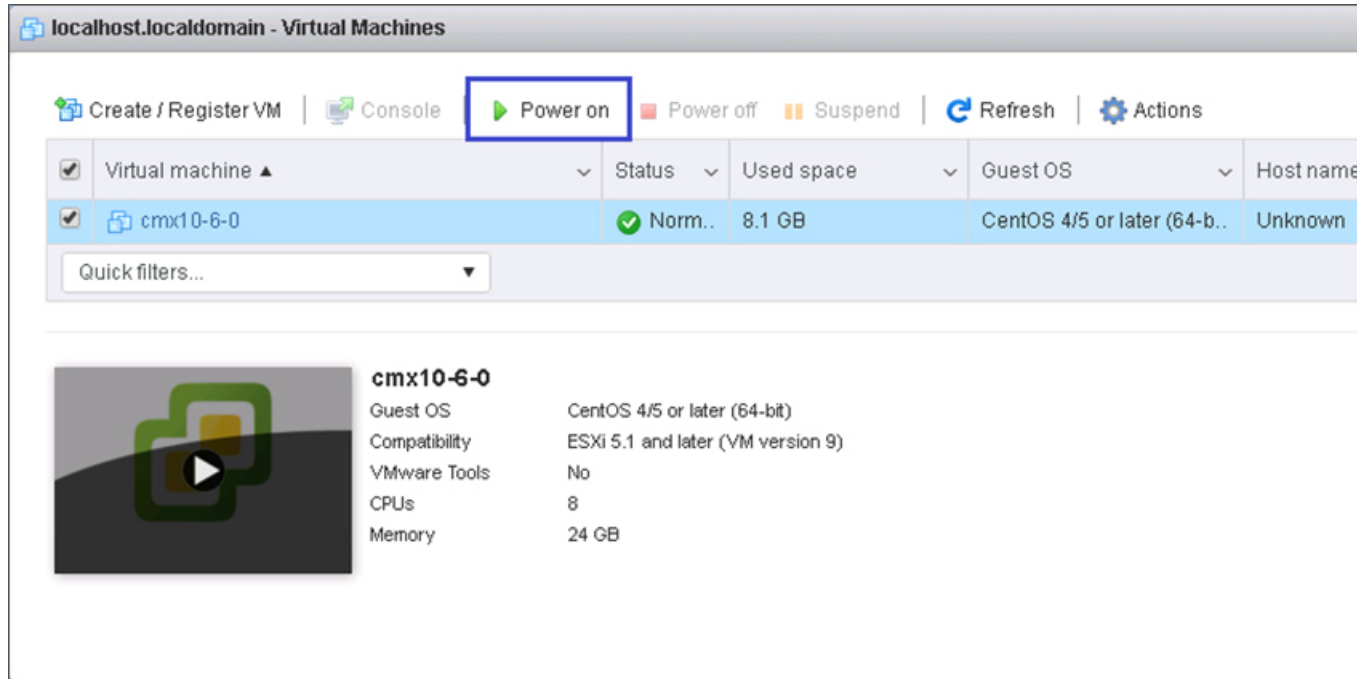 localhost.localdomain - Virtual Machines
Create / Register VM Console Power on Power off Suspend Refresh Actions
Virtual machine ▲ Status Used space Guest OS Host name
cmx10-6-0 Norm.. 8.1 GB CentOS 4/5 or later (64-b.. Unknown
Quick filters...
cmx10-6-0
Guest OS CentOS 4/5 or later (64-bit)
Compatibility ESXi 5.1 and later (VM version 9)
VMware Tools No
CPUs 8
Memory 24 GB